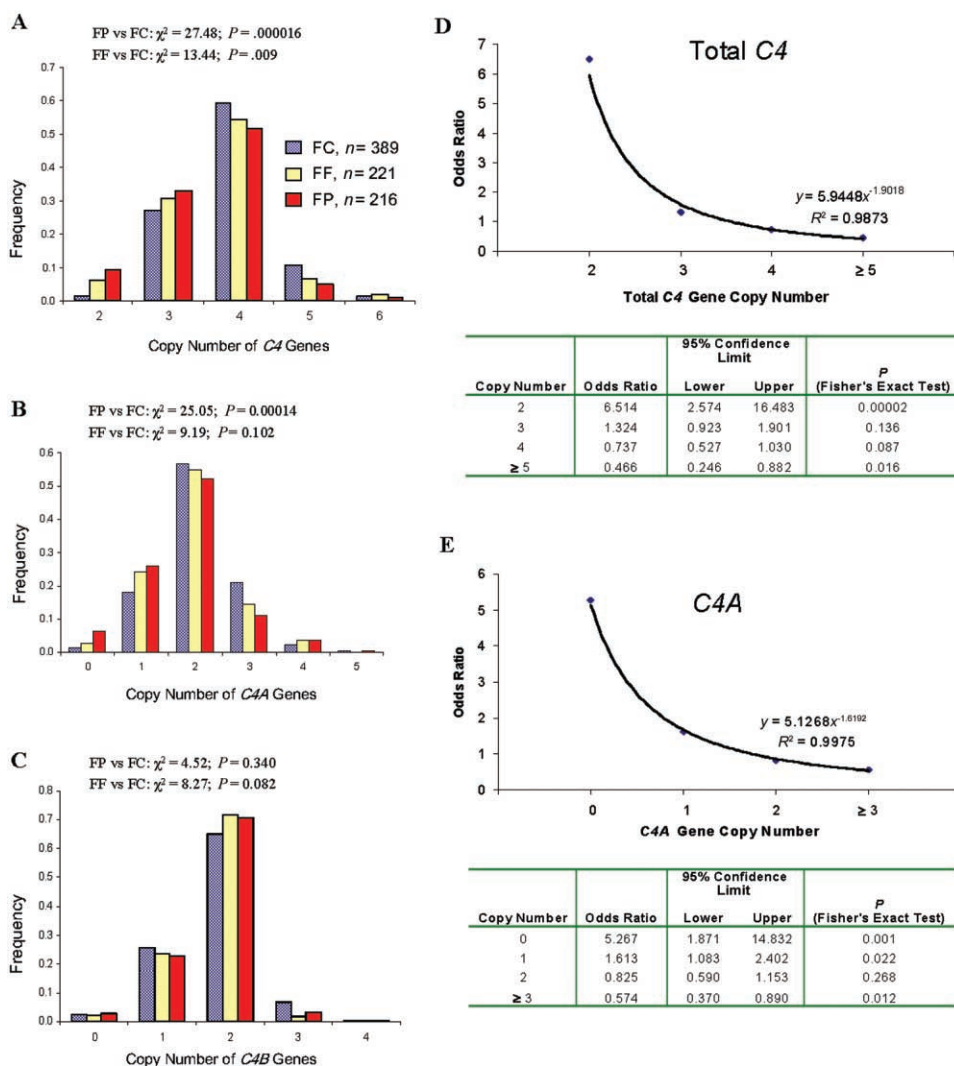 A
FP vs FC: χ² = 27.48; P = .000016
FF vs FC: χ² = 13.44; P = .009
0.7
0.6
0.5
0.4
0.3
0.2
0.1
0.0
Frequency
FC, n= 389
FF, n= 221
FP, n= 216
2 3 4 5 6
Copy Number of C4 Genes
B
FP vs FC: χ² = 25.05; P = 0.00014
FF vs FC: χ² = 9.19; P = 0.102
0.6
0.5
0.4
0.3
0.2
0.1
0.0
Frequency
0 1 2 3 4 5
Copy Number of C4A Genes
C
FP vs FC: χ² = 4.52; P = 0.340
FF vs FC: χ² = 8.27; P = 0.082
0.8
0.7
0.6
0.5
0.4
0.3
0.2
0.1
0.0
Frequency
0 1 2 3 4
Copy Number of C4B Genes
D
Total C4
7
6
5
4
3
2
1
0
Odds Ratio
y = 5.9448x^-1.9018
R² = 0.9873
2 3 4 ≥ 5
Total C4 Gene Copy Number
95% Confidence
Limit
P
Copy Number Odds Ratio Lower Upper (Fisher's Exact Test)
2 6.514 2.574 16.483 0.00002
3 1.324 0.923 1.901 0.136
4 0.737 0.527 1.030 0.087
≥ 5 0.466 0.246 0.882 0.016
E
C4A
6
5
4
3
2
1
0
Odds Ratio
y = 5.1268x^-1.6192
R² = 0.9975
0 1 2 ≥ 3
C4A Gene Copy Number
95% Confidence
Limit
P
Copy Number Odds Ratio Lower Upper (Fisher's Exact Test)
0 5.267 1.871 14.832 0.001
1 1.613 1.083 2.402 0.022
2 0.825 0.590 1.153 0.268
≥ 3 0.574 0.370 0.890 0.012